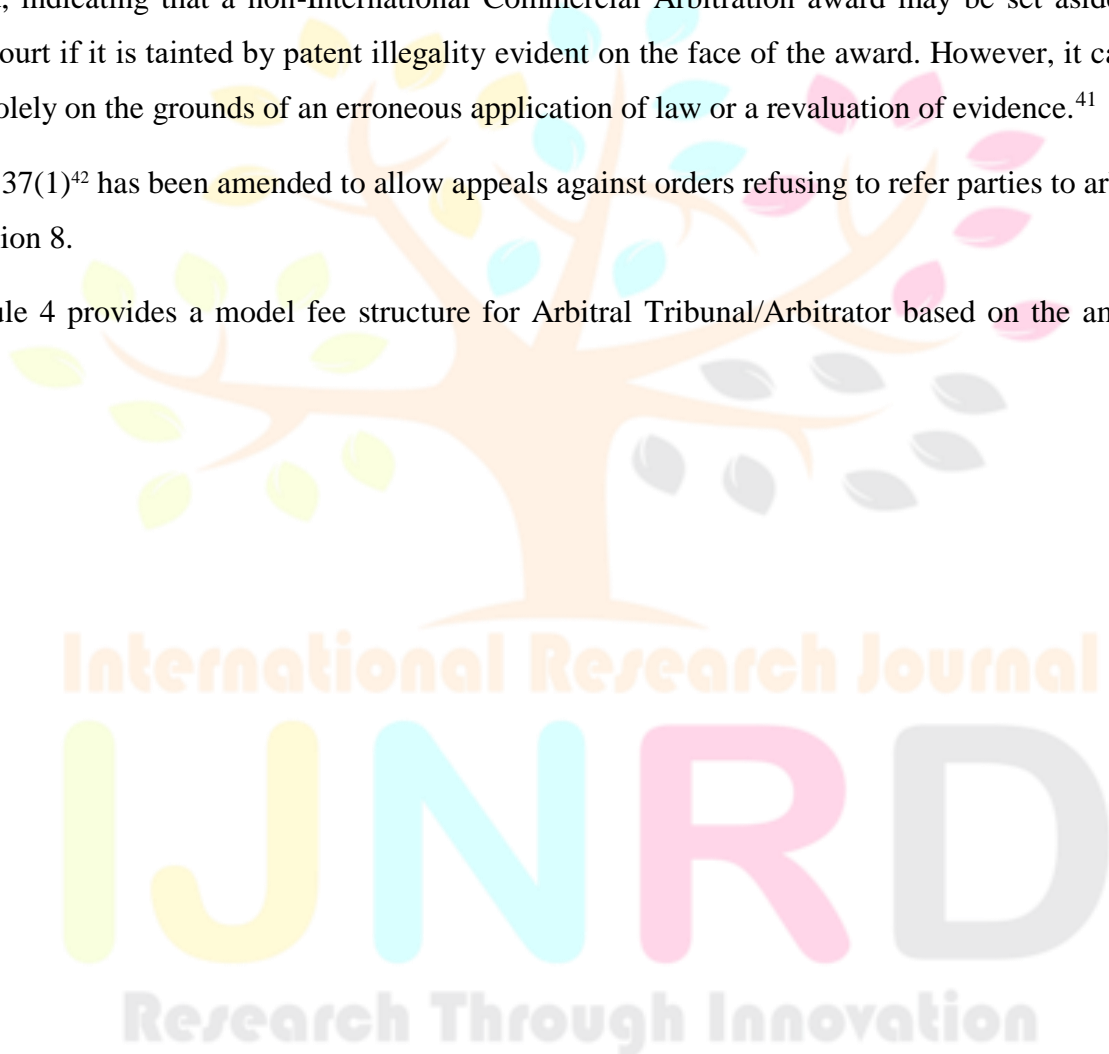 indicating that a non-International Commercial Arbitration award may be set aside
ourt if it is tainted by patent illegality evident on the face of the award. However, it ca
olely on the grounds of an erroneous application of law or a revaluation of evidence.41
37(1)42 has been amended to allow appeals against orders refusing to refer parties to ar
ion 8.
ule 4 provides a model fee structure for Arbitral Tribunal/Arbitrator based on the an
International Research Journal
IJNRD
Research Through Innovation